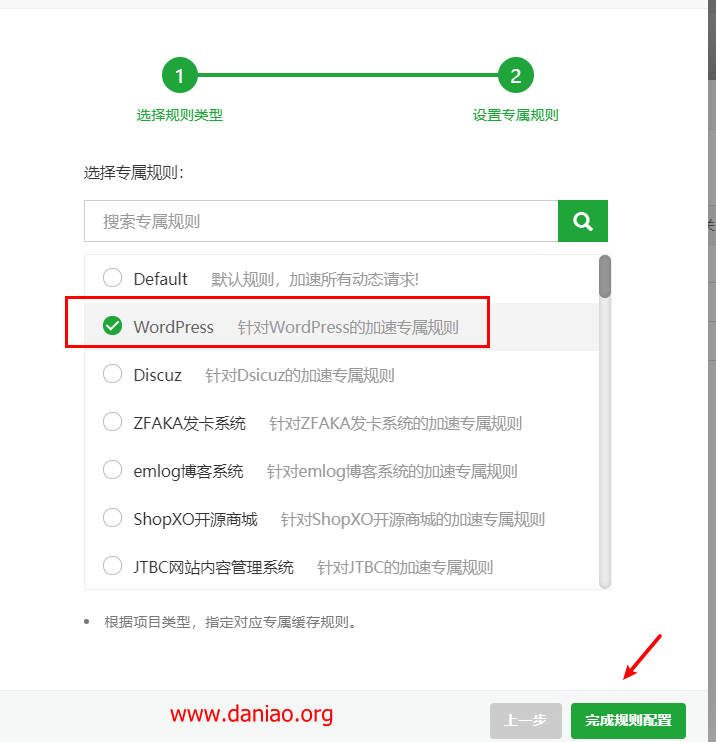 1
2
选择规则类型
设置专属规则
选择专属规则：
搜索专属规则
Default 默认规则，加速所有动态请求!
WordPress 针对WordPress的加速专属规则
Discuz 针对Dsicuz的加速专属规则
ZFAKA发卡系统 针对ZFAKA发卡系统的加速专属规则
emlog博客系统 针对emlog博客系统的加速专属规则
ShopXO开源商城 针对ShopXO开源商城的加速专属规则
JTBC网站内容管理系统 针对JTBC的加速专属规则
根据项目类型，指定对应专属缓存规则。
www.daniao.org
上一步
完成规则配置